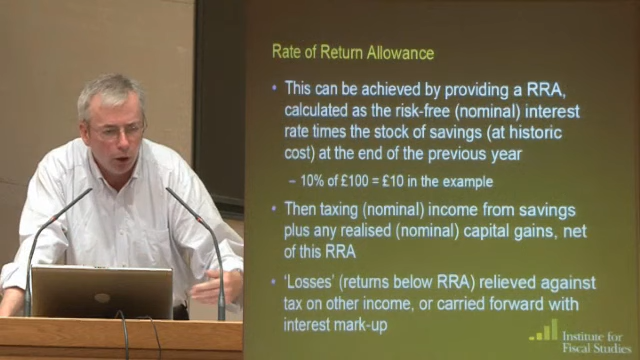 Rate of Return Allowance
• This can be achieved by providing a RRA,
calculated as the risk-free (nominal) interest
rate times the stock of savings (at historic
cost) at the end of the previous year
– 10% of £100 = £10 in the example
• Then taxing (nominal) income from savings
plus any realised (nominal) capital gains, net
of this RRA
• ‘Losses’ (returns below RRA) relieved against
tax on other income, or carried forward with
interest mark-up
Institute for
Fiscal Studies